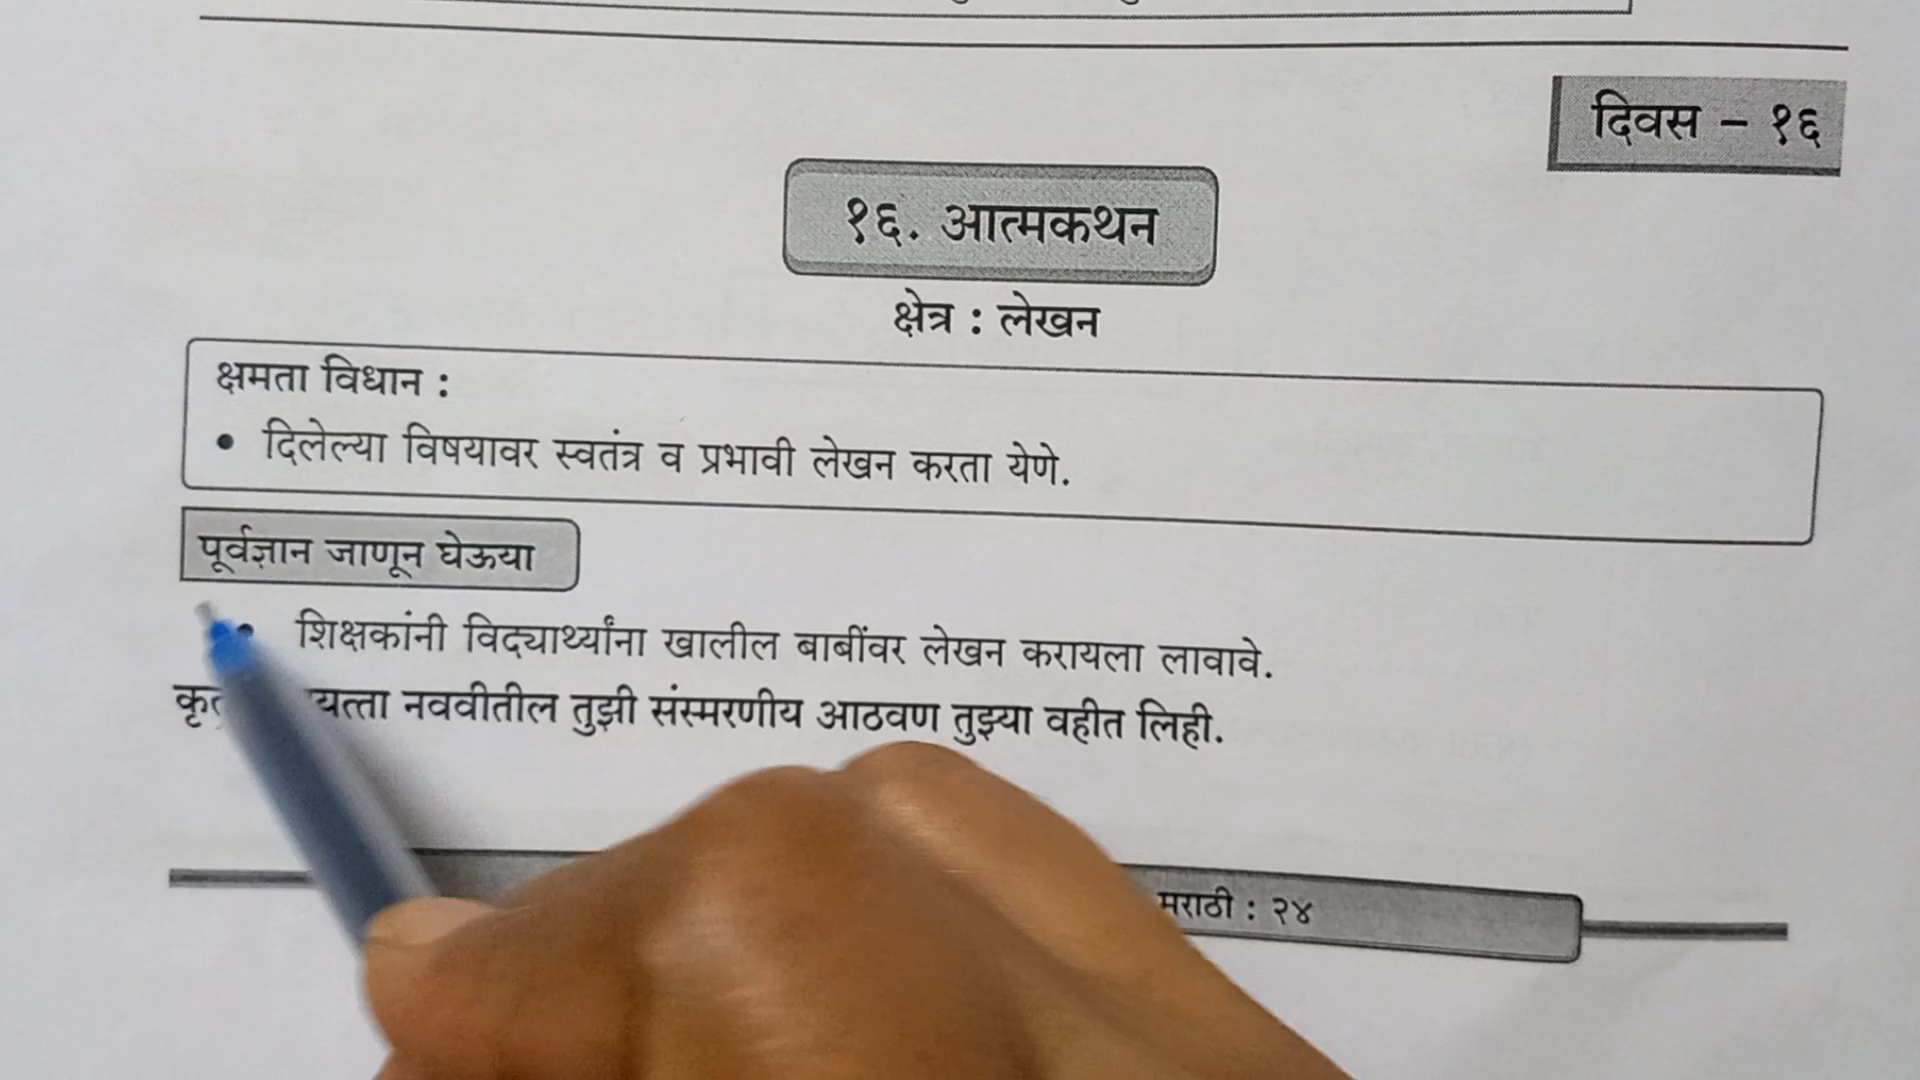 दिवस – १६
१६. आत्मकथन
क्षेत्र : लेखन
क्षमता विधान :
• दिलेल्या विषयावर स्वतंत्र व प्रभावी लेखन करता येणे.
पूर्वज्ञान जाणून घेऊया
• शिक्षकांनी विद्यार्थ्यांना खालील बाबींवर लेखन करायला लावावे.
नववीतील तुझी संस्मरणीय आठवण तुझ्या वहीत लिही.
मराठी : २४